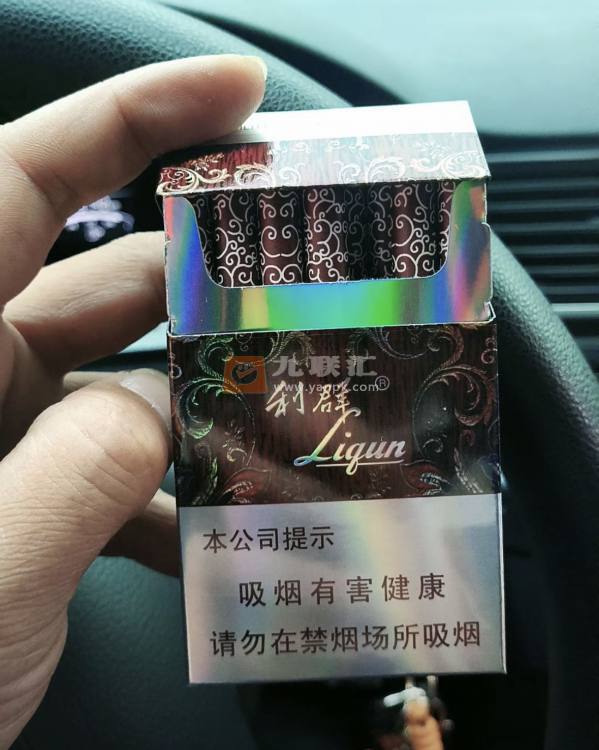 九联汇
www.yanpk.com
利群®
Liqun
本公司提示
吸烟有害健康
请勿在禁烟场所吸烟